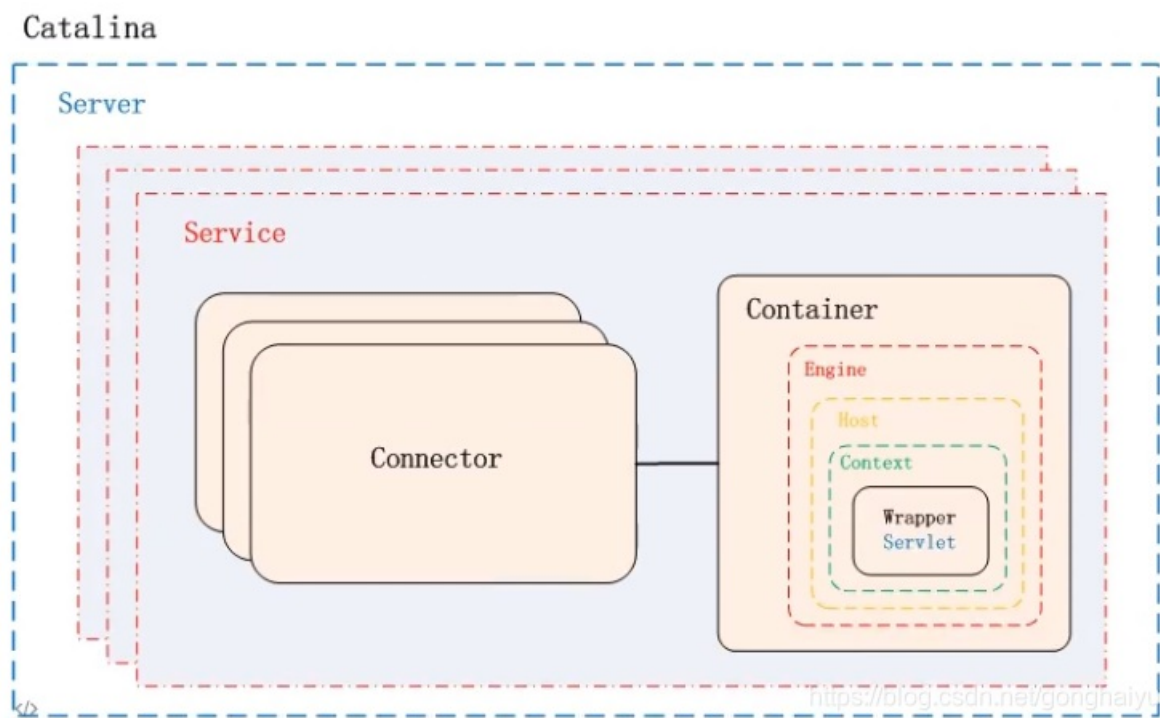 Catalina
Server
Service
Container
Engine
Host
Context
Connector
Wrapper
Servlet
</>
https://blog.csdn.net/gonghaiyu